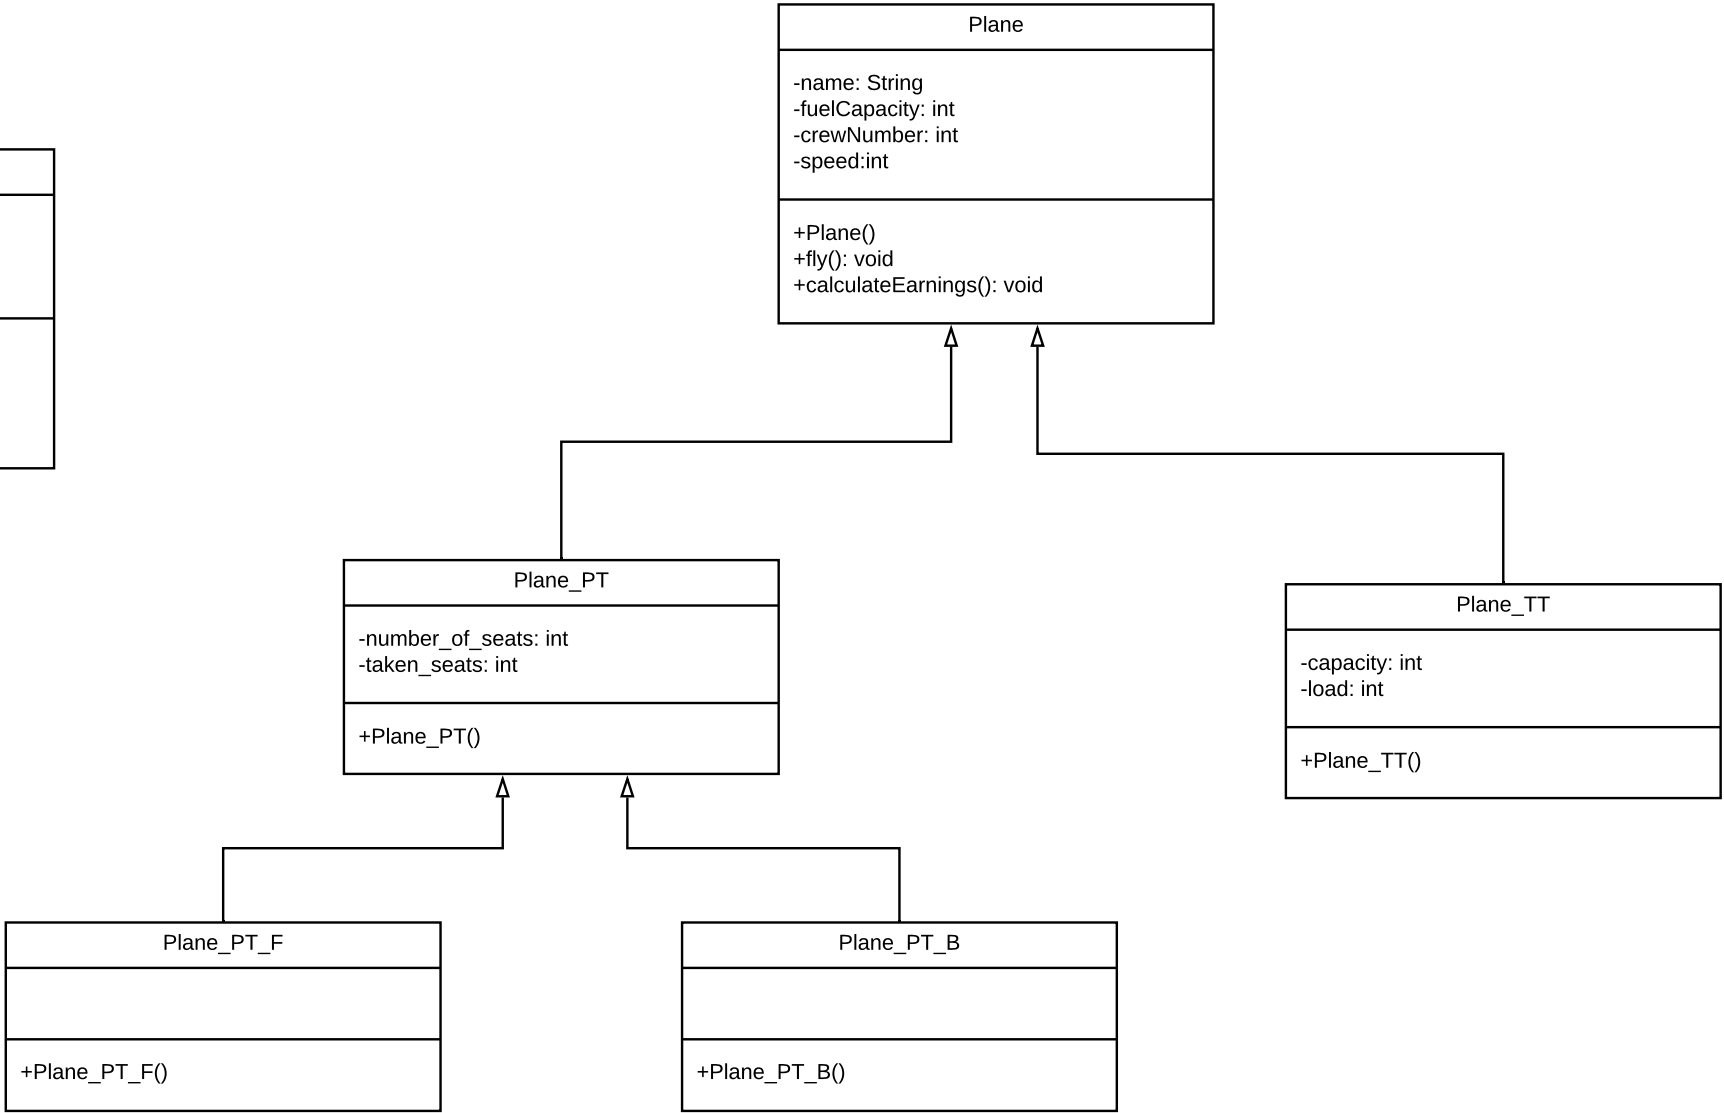 Plane
-name: String
-fuelCapacity: int
-crewNumber: int
-speed:int
+Plane()
+fly(): void
+calculateEarnings(): void
Plane_PT
-number_of_seats: int
-taken_seats: int
+Plane_PT()
Plane_TT
-capacity: int
-load: int
+Plane_TT()
Plane_PT_F
+Plane_PT_F()
Plane_PT_B
+Plane_PT_B()